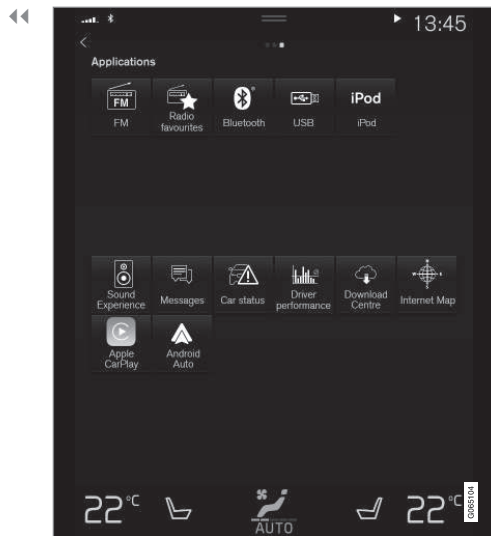 13:45
Applications
FM
FM
Radio
favourites
Bluetooth
USB
iPod
iPod
Sound
Experience
Messages
Car status
Driver
performance
Download
Centre
Internet Map
Apple
CarPlay
Android
Auto
22°C
AUTO
22°C
G065104